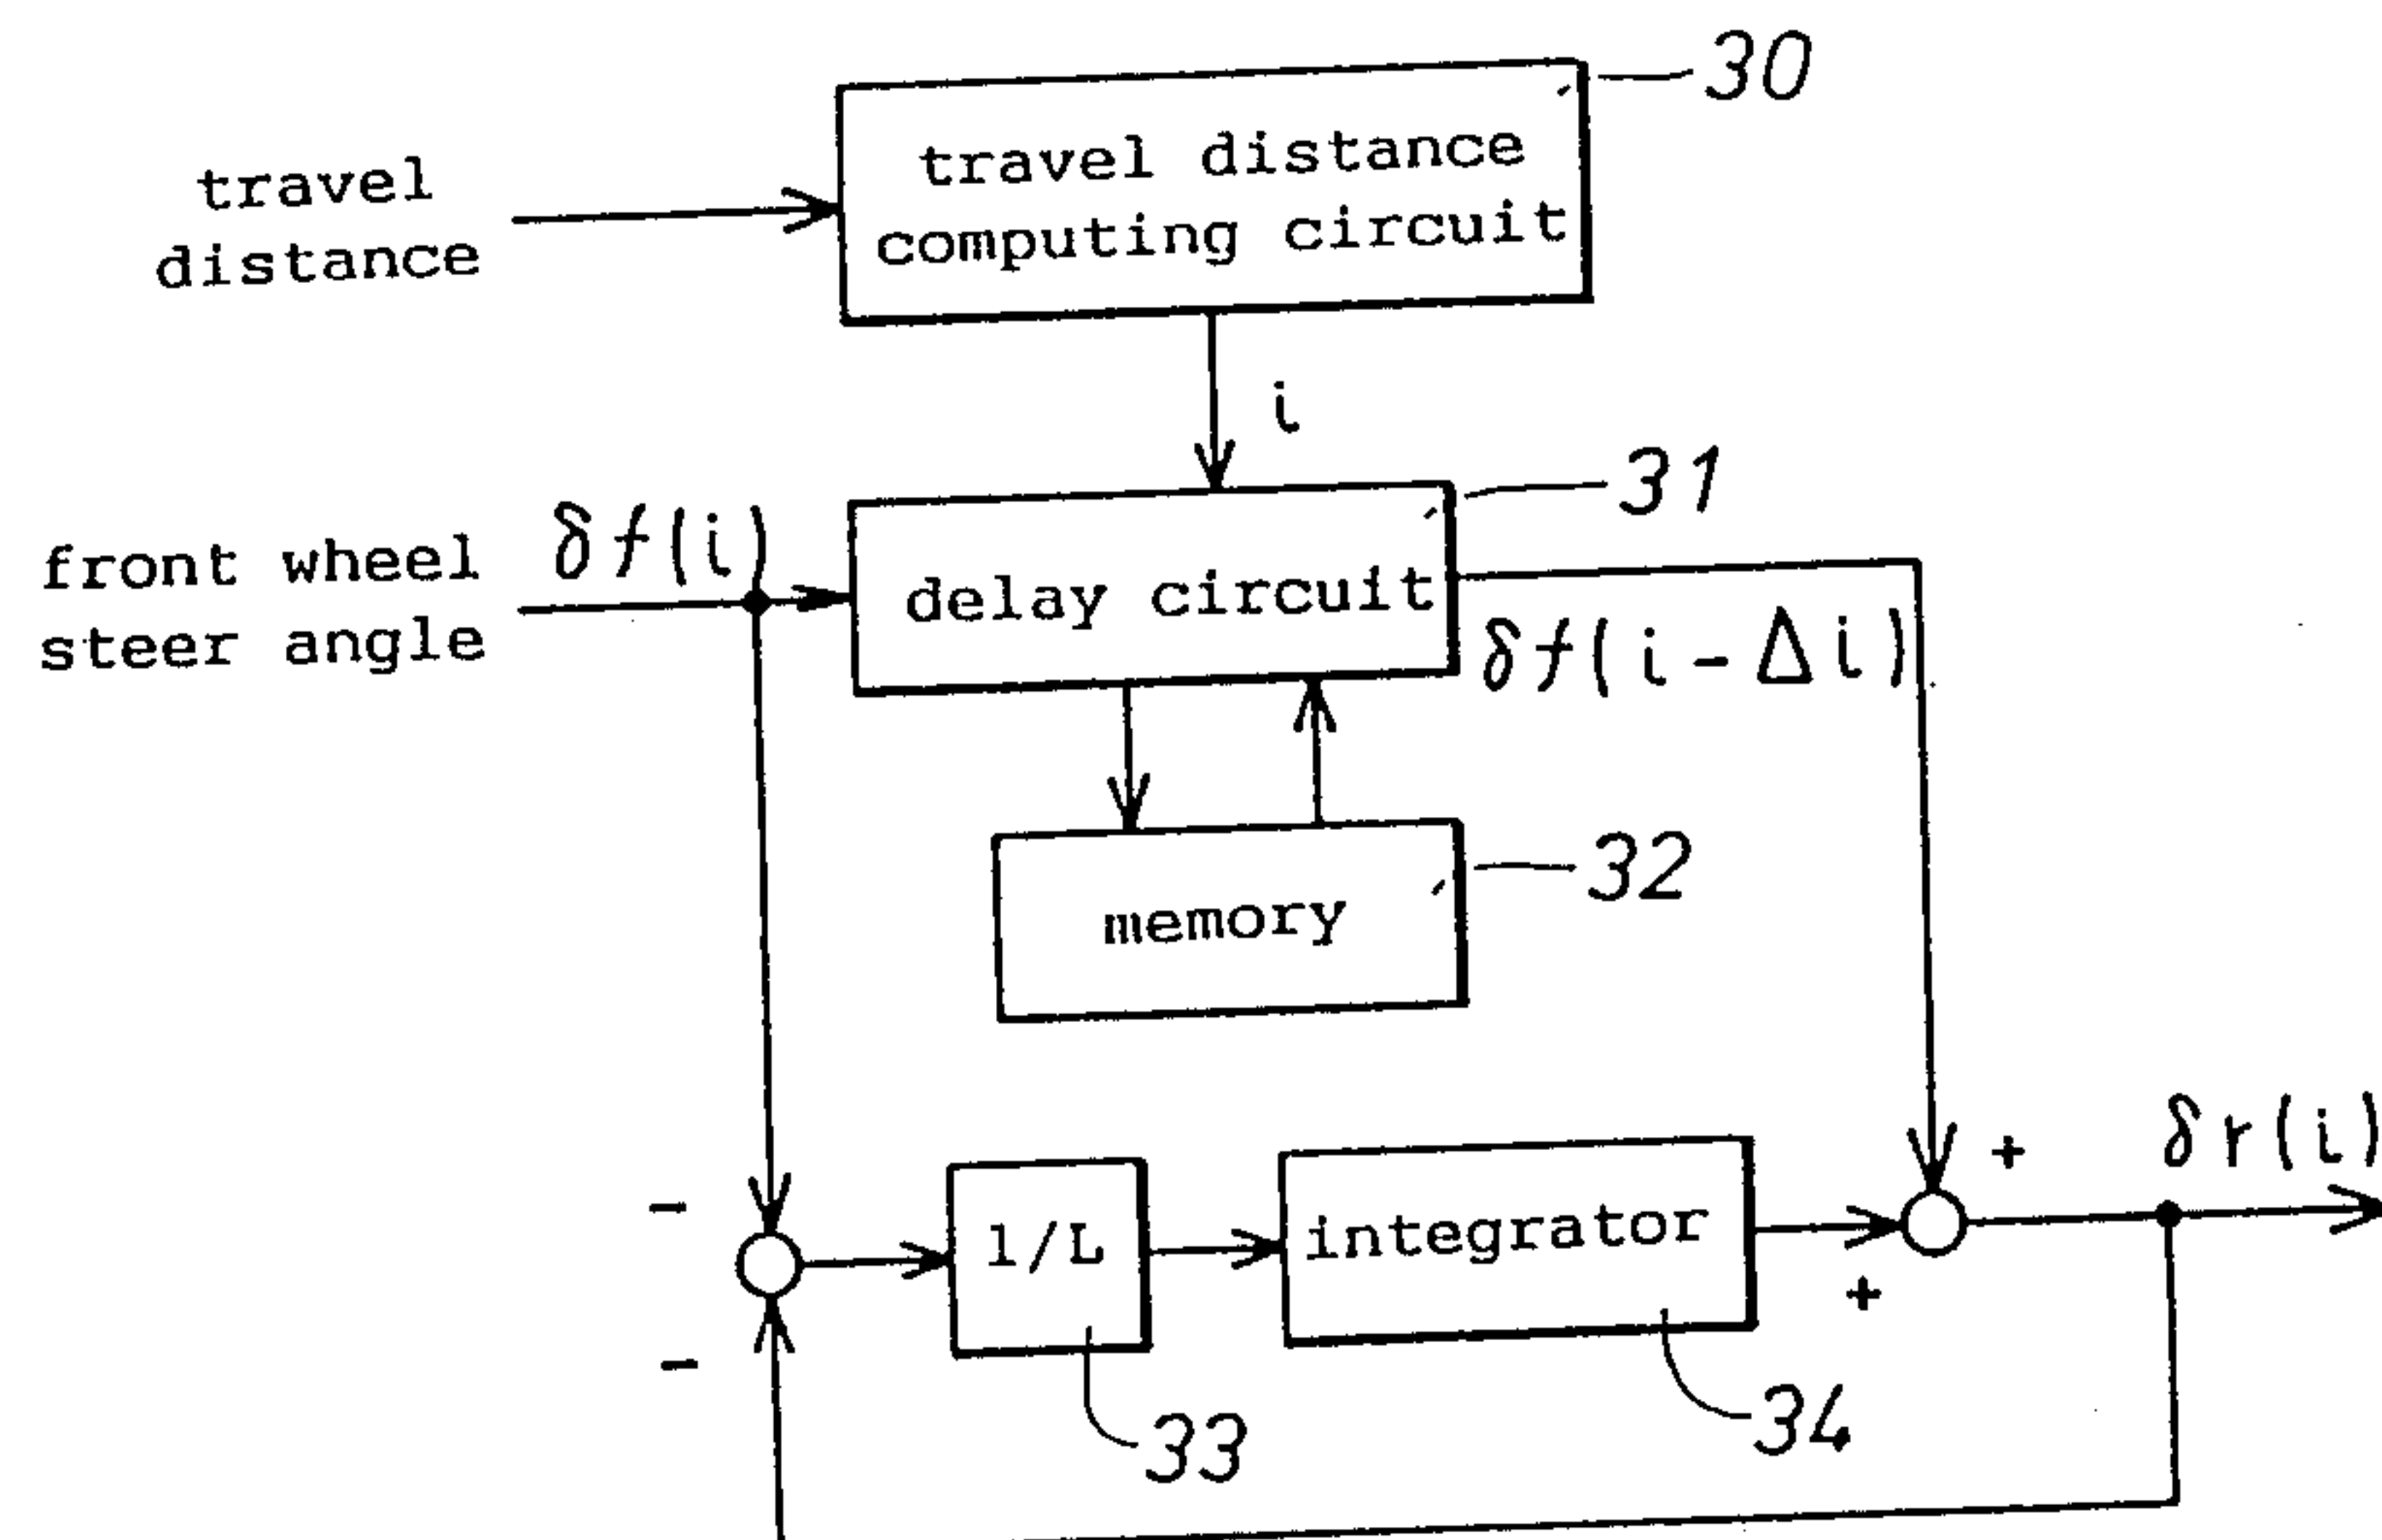 30
travel distance
computing circuit
travel
distance
i
31
δf(i)
front wheel
steer angle
delay circuit
δf(i-Δi)
32
memory
δr(i)
+
-
1/L
integrator
+
-
33
34